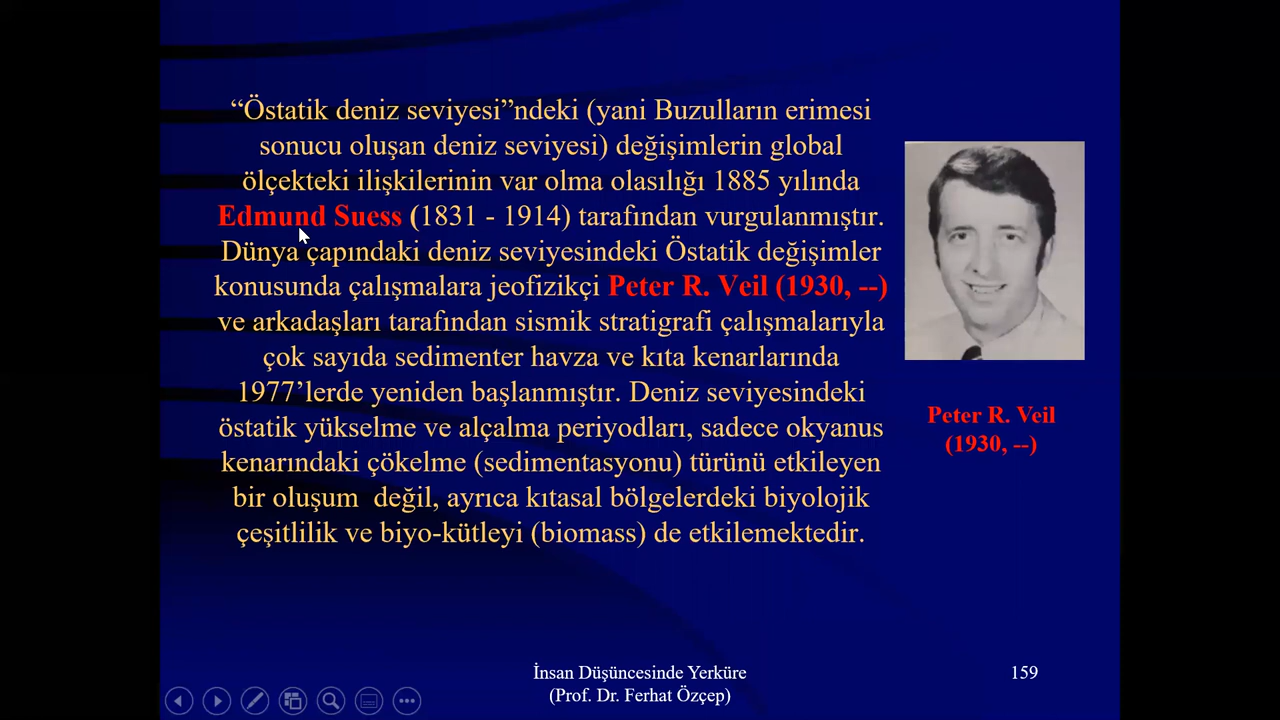 “Östatik deniz seviyesi”ndeki (yani Buzulların erimesi
sonucu oluşan deniz seviyesi) değişimlerin global
ölçekteki ilişkilerinin var olma olasılığı 1885 yılında
Edmund Suess (1831 - 1914) tarafından vurgulanmıştır.
Dünya çapındaki deniz seviyesindeki Östatik değişimler
konusunda çalışmalara jeofizikçi Peter R. Veil (1930, --)
ve arkadaşları tarafından sismik stratigrafi çalışmalarıyla
çok sayıda sedimenter havza ve kıta kenarlarında
1977’lerde yeniden başlanmıştır. Deniz seviyesindeki
östatik yükselme ve alçalma periyodları, sadece okyanus
kenarındaki çökelme (sedimentasyonu) türünü etkileyen
bir oluşum  değil, ayrıca kıtasal bölgelerdeki biyolojik
çeşitlilik ve biyo-kütleyi (biomass) de etkilemektedir.
Peter R. Veil
(1930, --)
İnsan Düşüncesinde Yerküre
(Prof. Dr. Ferhat Özçep)
159